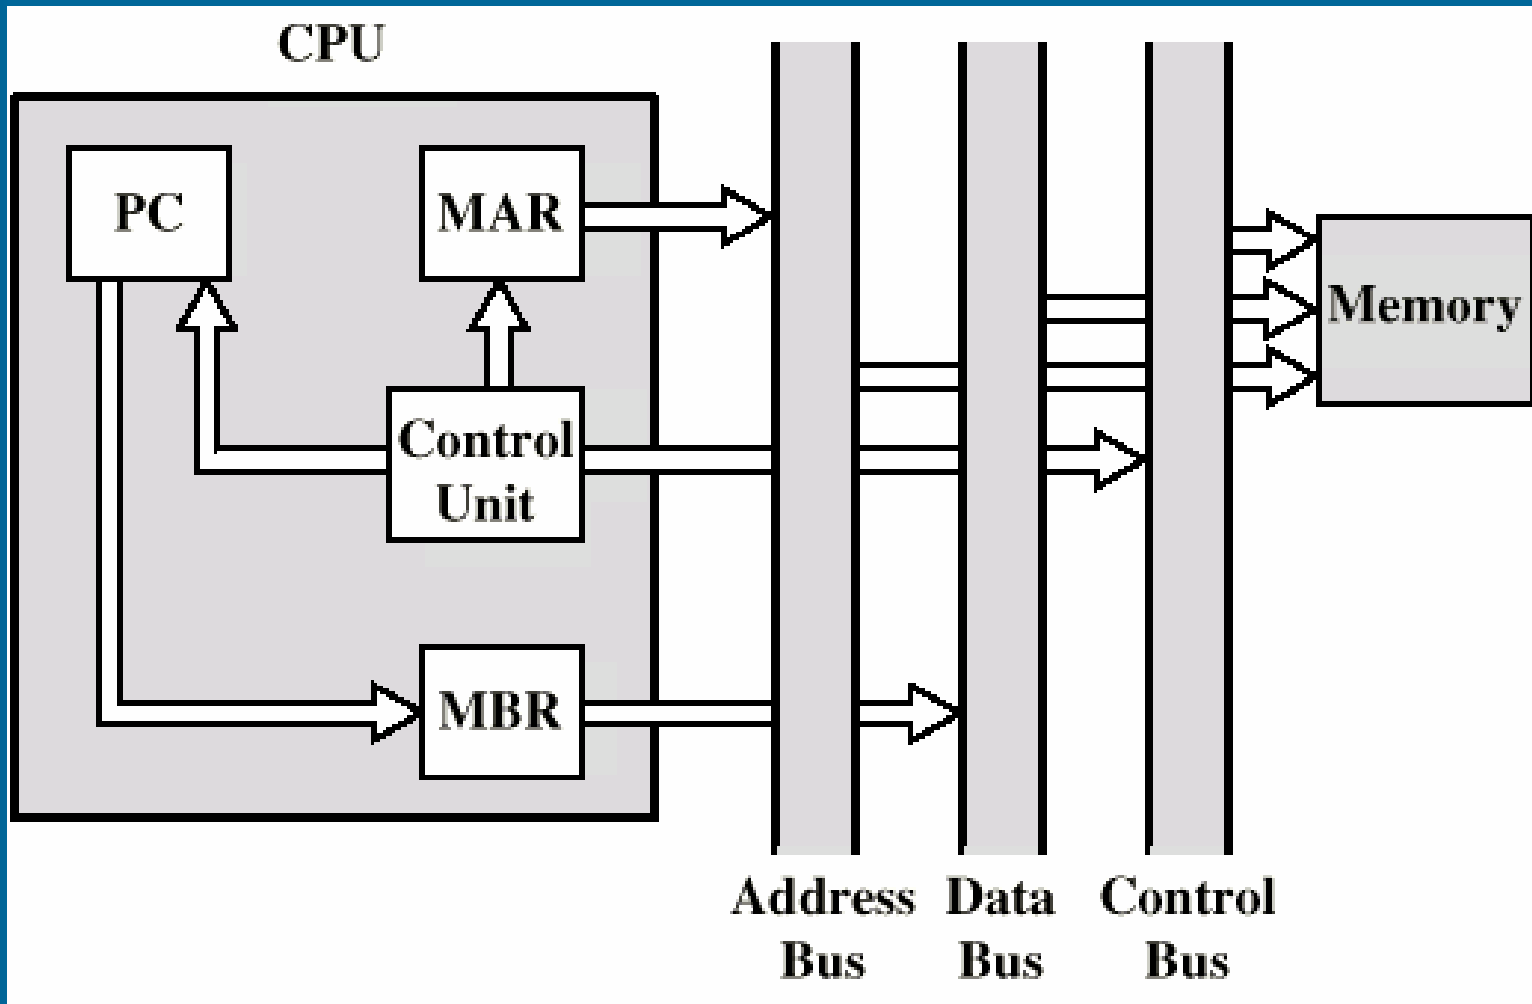 CPU
PC
MAR
Memory
Control
Unit
MBR
Address Data Control
Bus Bus Bus